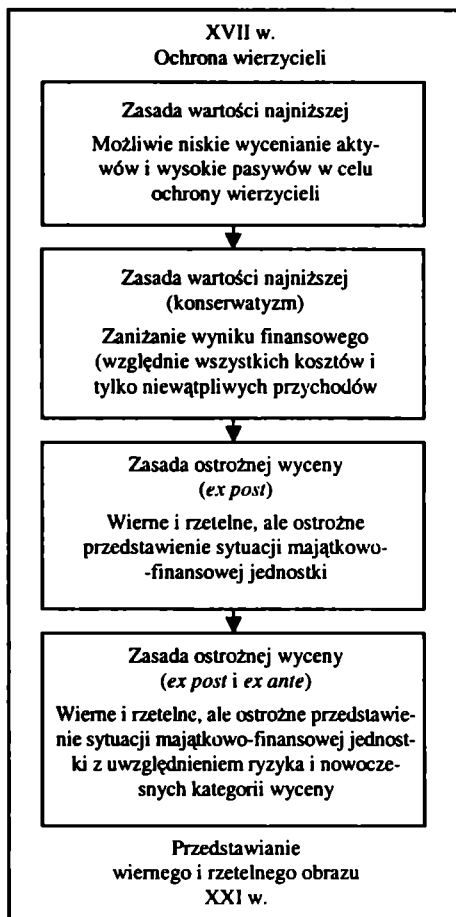 XVII w.
Ochrona wierzycieli
Zasada wartości najniższej
Możliwie niskie wycenianie akty-
wów i wysokie pasywów w celu
ochrony wierzycieli
Zasada wartości najniższej
(konserwatyzm)
Zaniżanie wyniku finansowego
(względnie wszystkich kosztów i
tylko niewątpliwych przychodów
Zasada ostrożnej wyceny
(ex post)
Wierne i rzetelne, ale ostrożne
przedstawienie sytuacji majątkowo-
-finansowej jednostki
Zasada ostrożnej wyceny
(ex post i ex ante)
Wierne i rzetelne, ale ostrożne przedstawie-
nie sytuacji majątkowo-finansowej jednost-
ki z uwzględnieniem ryzyka i nowocze-
snych kategorii wyceny
Przedstawianie
wiernego i rzetelnego obrazu
XXI w.